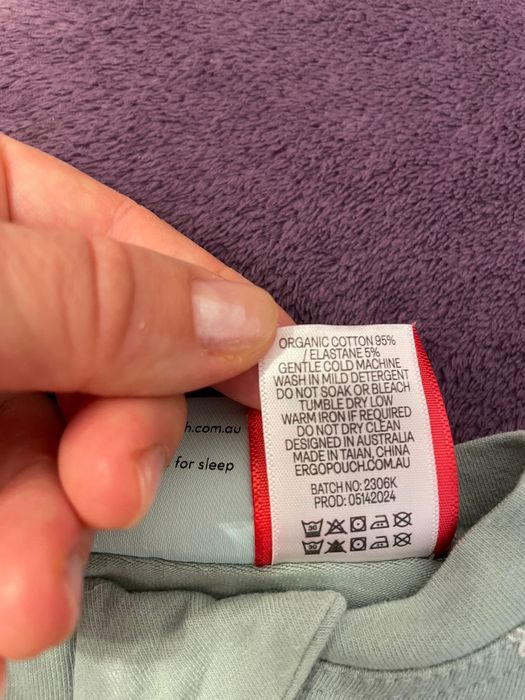 ORGANIC COTTON 95%
/ ELASTANE 5%
GENTLE COLD MACHINE
WASH IN MILD DETERGENT
DO NOT SOAK OR BLEACH
TUMBLE DRY LOW
WARM IRON IF REQUIRED
DO NOT DRY CLEAN
DESIGNED IN AUSTRALIA
MADE IN TAIAN, CHINA
ERGOPOUCH.COM.AU
BATCH NO: 2306K
PROD: 05142024
30
30
h.com.au
for sleep